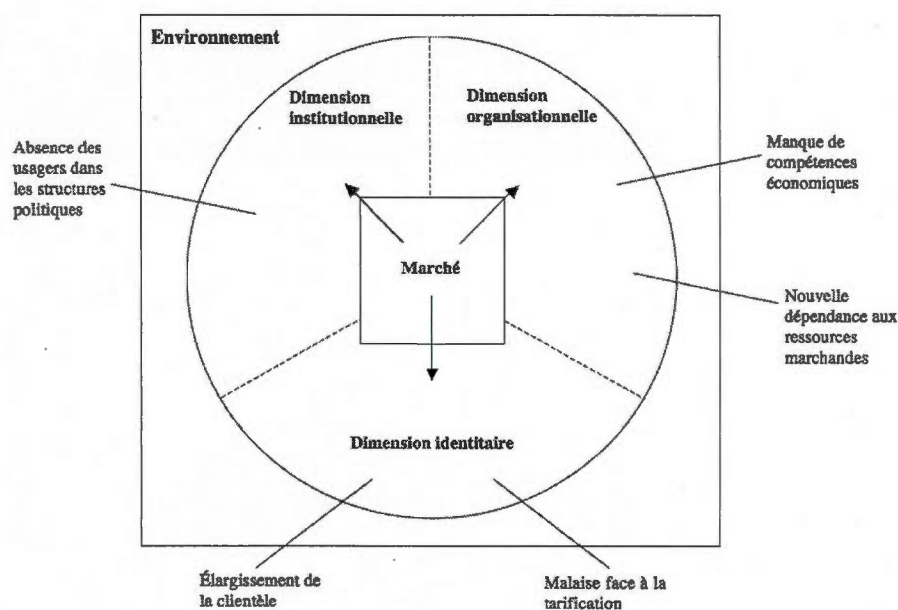 Environnement
Dimension
institutionnelle
Dimension
organisationnelle
Absence des
usagers dans
les structures
politiques
Manque de
compétences
économiques
Marché
Nouvelle
dépendance aux
ressources
marchandes
Dimension identitaire
Élargissement de
la clientèle
Malaise face à la
tarification